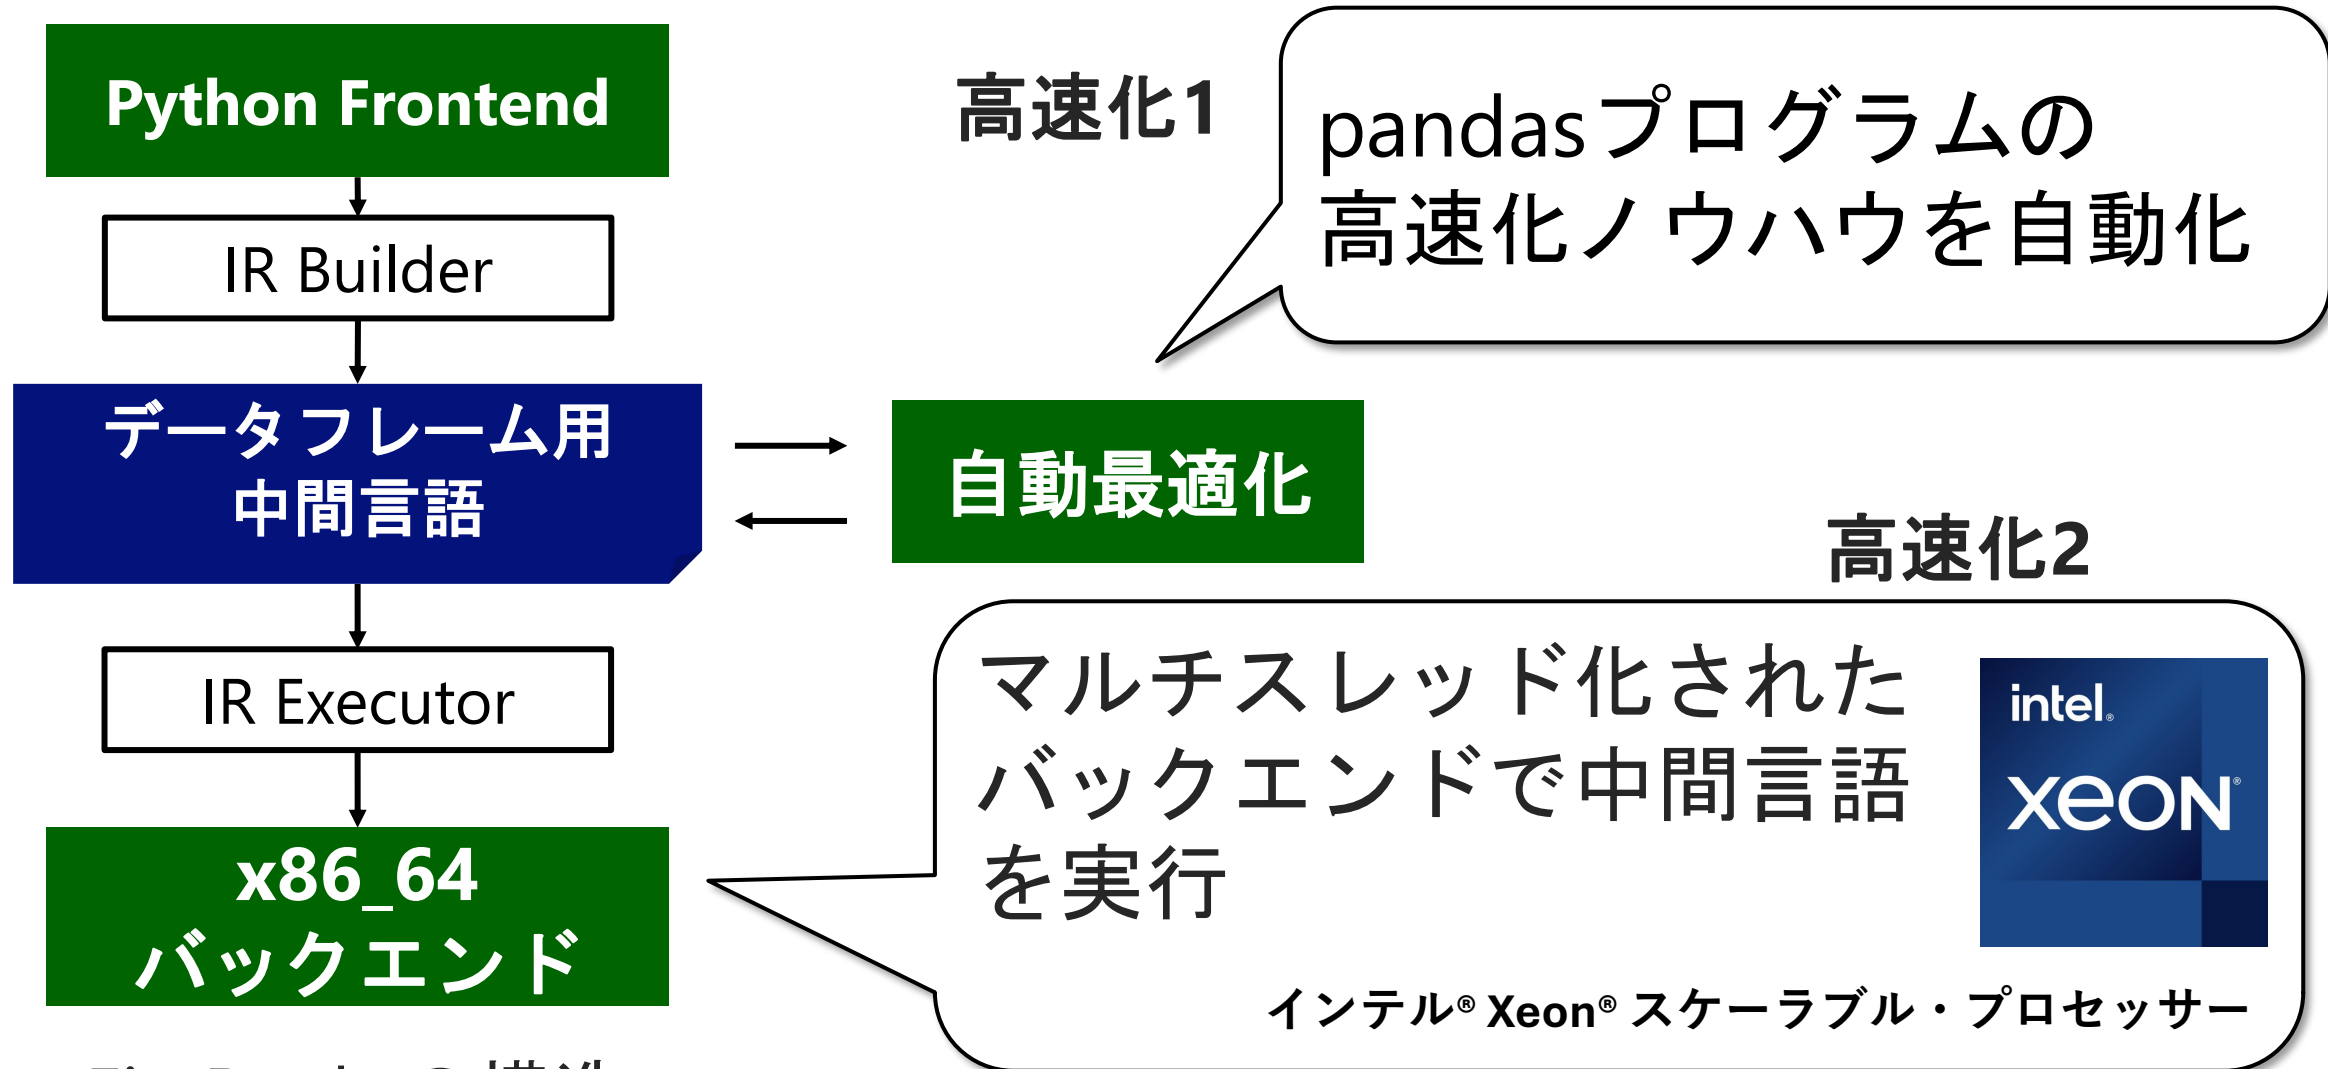 Python Frontend
IR Builder
データフレーム用
中間言語
IR Executor
x86_64
バックエンド
高速化1
pandasプログラムの
高速化ノウハウを自動化
自動最適化
高速化2
マルチスレッド化された
バックエンドで中間言語
を実行
intel®
xeon®
インテル® Xeon® スケーラブル・プロセッサー